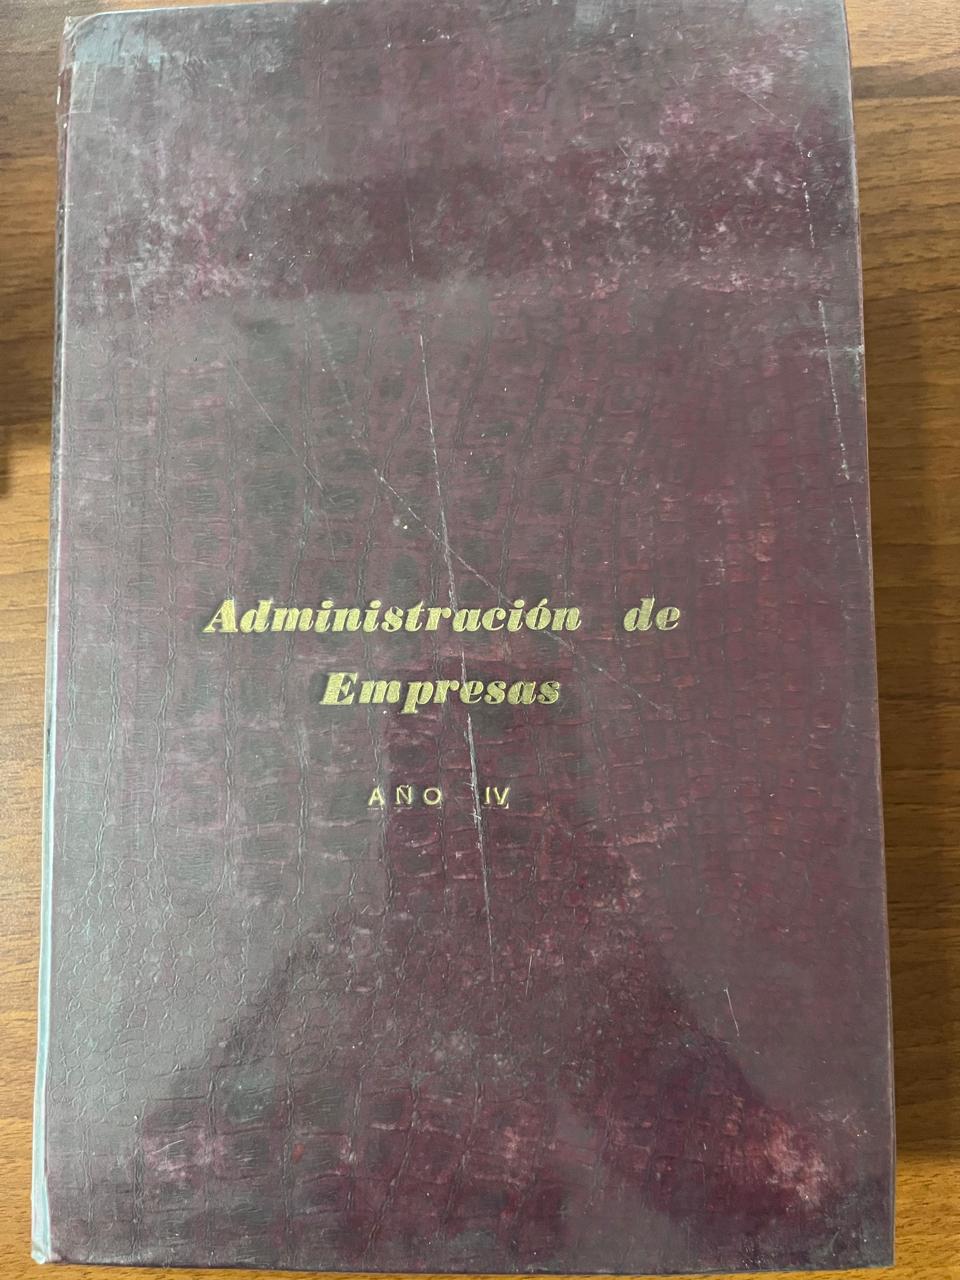 Administración de
Empresas
AÑO IV